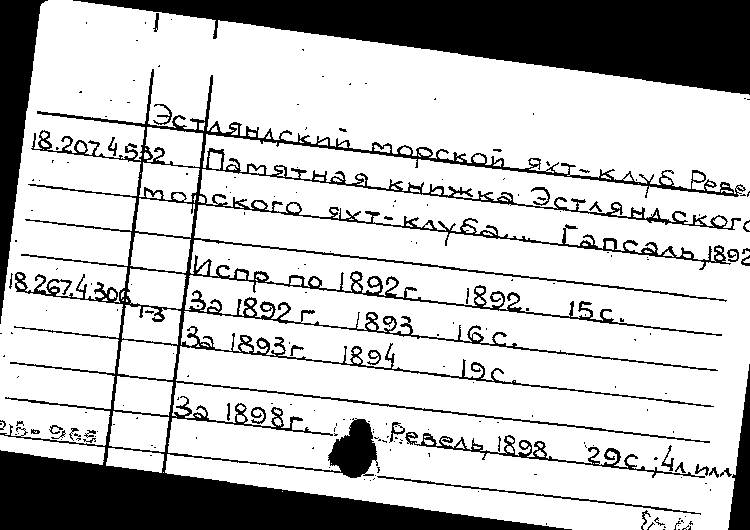 Эстляндский морской яхт-клуб. Ревель
18.207.4.532. Памятная книжка Эстляндского
морского яхт-клуба.... Гапсаль, 1892
Испр. по 1892 г. 1892. 15 с.
18.267.4.306 1-3 За 1892 г. 1893. 16 с.
За 1893 г. 1894. 19 с.
За 1898 г. Ревель, 1898. 29 с.; 4 л. илл.